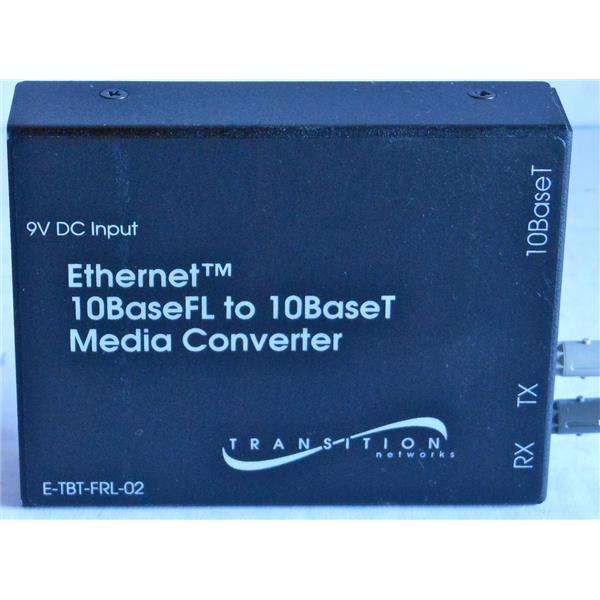 9V DC Input
10BaseT
Ethernet™
10BaseFL to 10BaseT
Media Converter
TX
RX
TRANSITION
networks
E-TBT-FRL-02